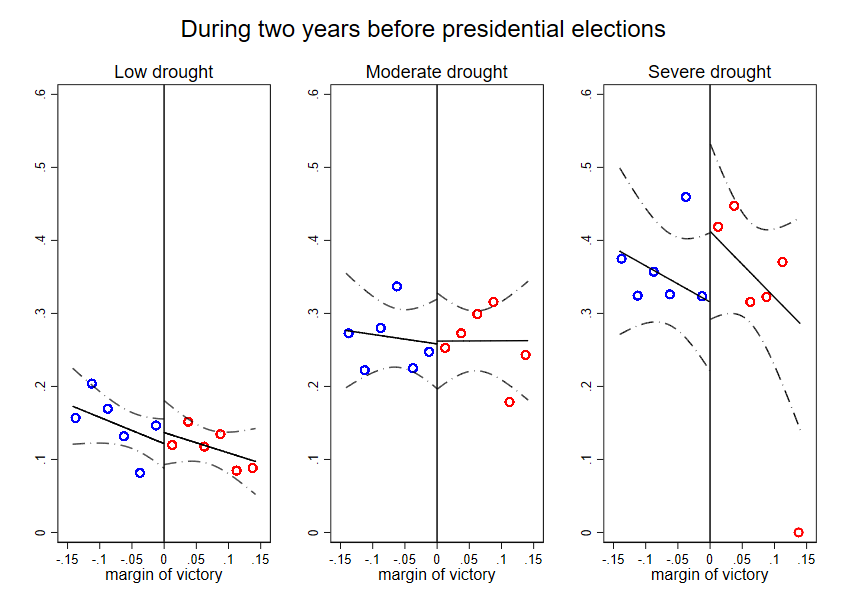 During two years before presidential elections
Low drought
Moderate drought
Severe drought
.6
.5
.4
.3
.2
.1
0
-.15 -.1 -.05 0 .05 .1 .15
margin of victory
.6
.5
.4
.3
.2
.1
0
-.15 -.1 -.05 0 .05 .1 .15
margin of victory
.6
.5
.4
.3
.2
.1
0
-.15 -.1 -.05 0 .05 .1 .15
margin of victory